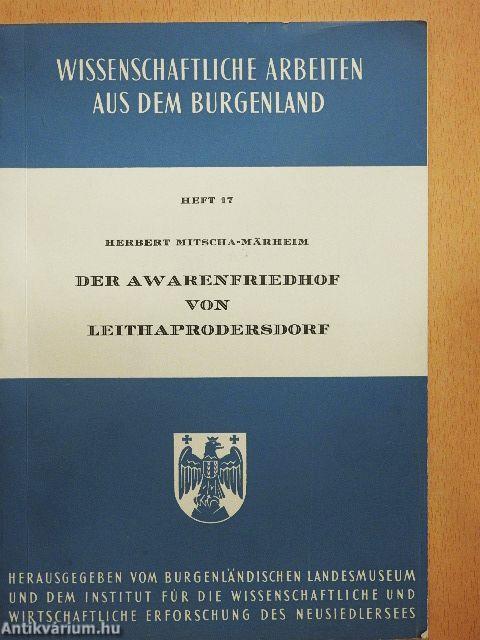 WISSENSCHAFTLICHE ARBEITEN
AUS DEM BURGENLAND
HEFT 17
HERBERT MITSCHA-MÄRHEIM
DER AWARENFRIEDHOF
VON
LEITHAPRODERSDORF
HERAUSGEGEBEN VOM BURGENLÄNDISCHEN LANDESMUSEUM
UND DEM INSTITUT FÜR DIE WISSENSCHAFTLICHE UND
WIRTSCHAFTLICHE ERFORSCHUNG DES NEUSIEDLERSEES
Antikvárium.hu